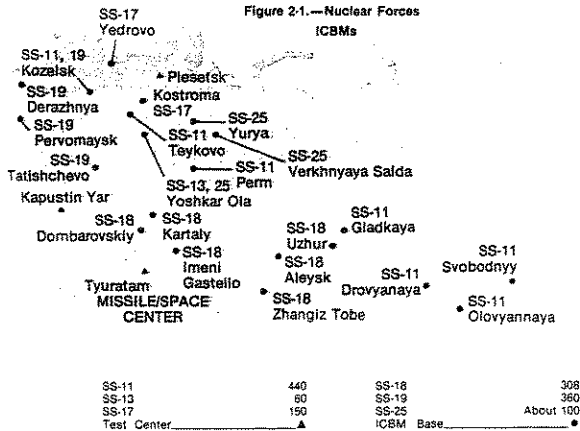 Figure 2-1.—Nuclear Forces
ICBMs
SS-17
Yedrovo
SS-11, 19
Kozelsk
Plesetsk
SS-19
Derazhnya
Kostroma
SS-17
SS-25
Yurya
SS-19
Pervomaysk
SS-11
Teykovo
SS-25
Verkhnyaya Salda
SS-19
Tatishchevo
SS-11
Perm
SS-13, 25
Yoshkar Ola
Kapustin Yar
SS-18
Dombarovskiy
SS-18
Kartaly
SS-18
Imeni
Gastello
SS-11
Gladkaya
SS-18
Uzhur
SS-18
Aleysk
SS-11
Svobodnyy
SS-11
Drovyanaya
Tyuratam
MISSILE/SPACE
CENTER
SS-18
Zhangiz Tobe
SS-11
Olovyannaya
SS-11 440
SS-13 60
SS-17 150
Test Center
SS-18 308
SS-19 360
SS-25 About 100
ICBM Base